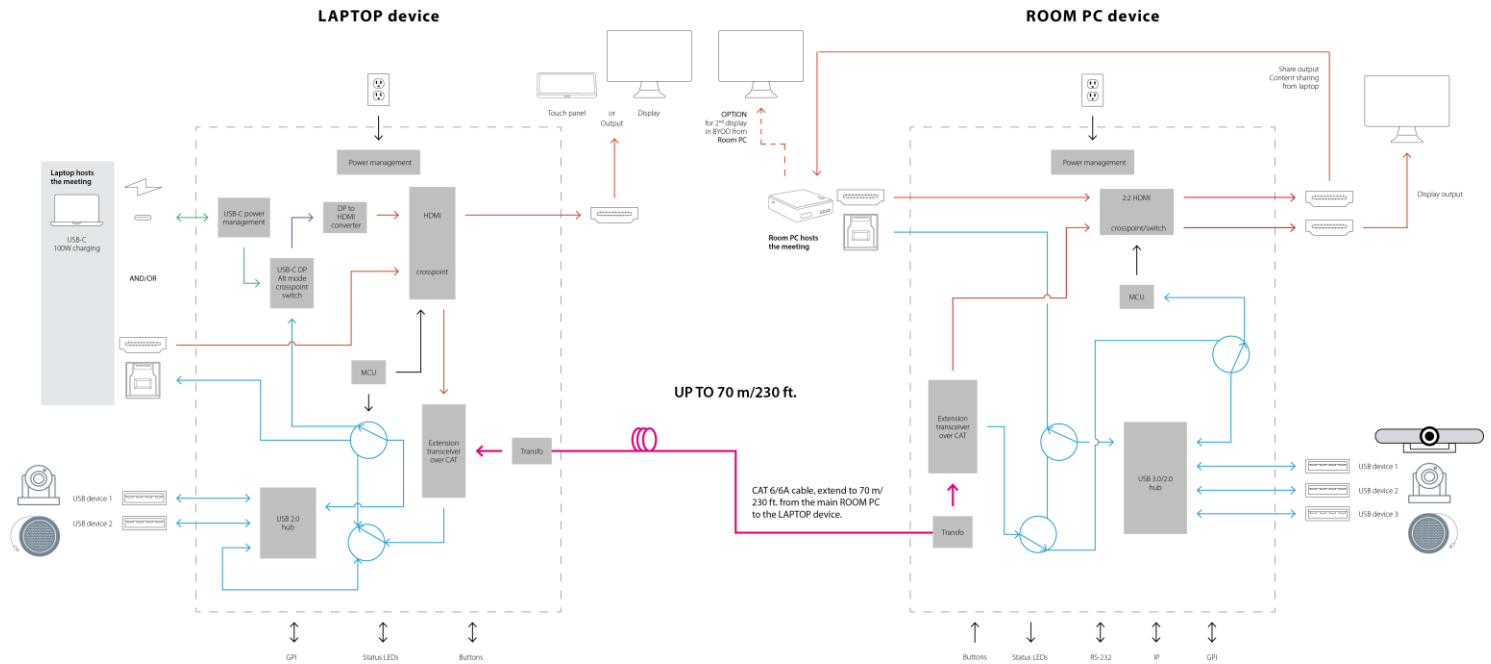 LAPTOP device
ROOM PC device
Touch panel
or
Output
Display
OPTION
for 2nd display
in BYOD from
Room PC
Share output
Content sharing
from laptop
Power management
Power management
Laptop hosts
the meeting
USB-C
100W charging
AND/OR
USB-C power
management
DP to
HDMI
converter
HDMI
crosspoint
USB-C DP
Alt mode
crosspoint
switch
MCU
Extension
transceiver
over CAT
Transfo
USB device 1
USB device 2
USB 2.0
hub
GPI
Status LEDs
Buttons
UP TO 70 m/230 ft.
CAT 6/6A cable, extend to 70 m/
230 ft. from the main ROOM PC
to the LAPTOP device.
Room PC hosts
the meeting
2:2 HDMI
crosspoint/switch
Display output
MCU
Extension
transceiver
over CAT
Transfo
USB 3.0/2.0
hub
USB device 1
USB device 2
USB device 3
Buttons
Status LEDs
RS-232
IP
GPI